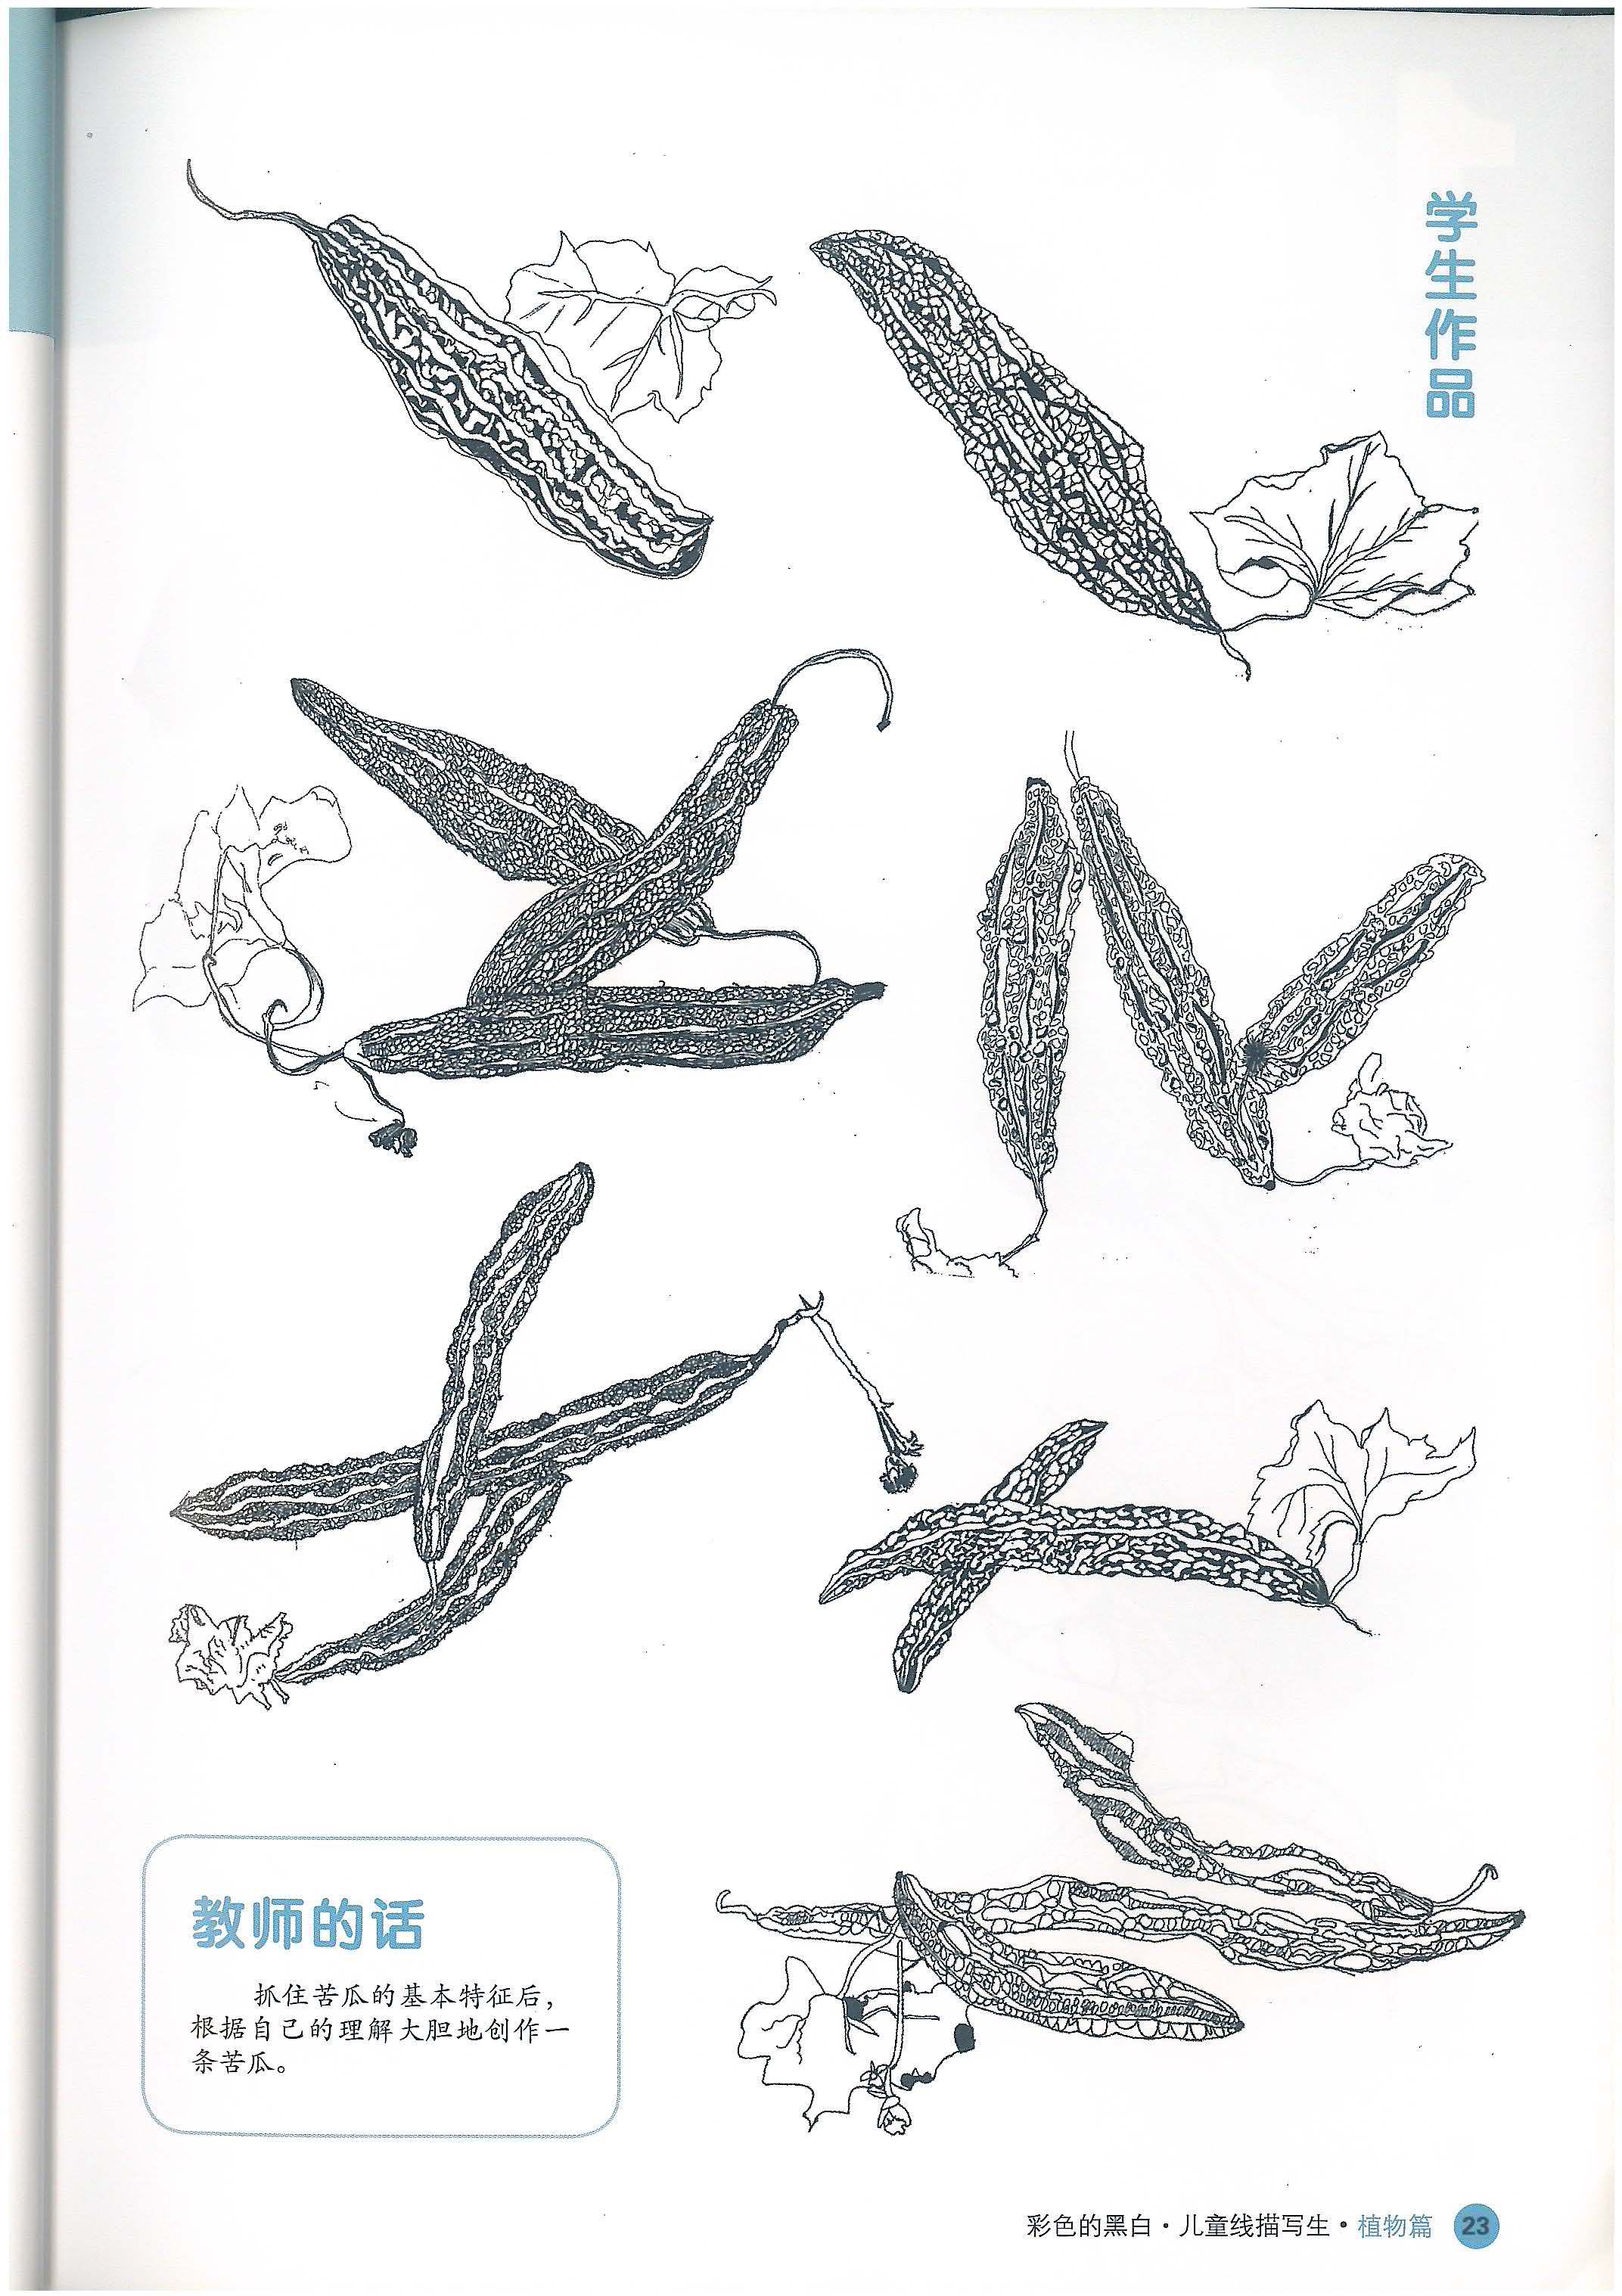 学生作品
教师的话
抓住苦瓜的基本特征后，
根据自己的理解大胆地创作一
条苦瓜。
彩色的黑白·儿童线描写生·植物篇 23